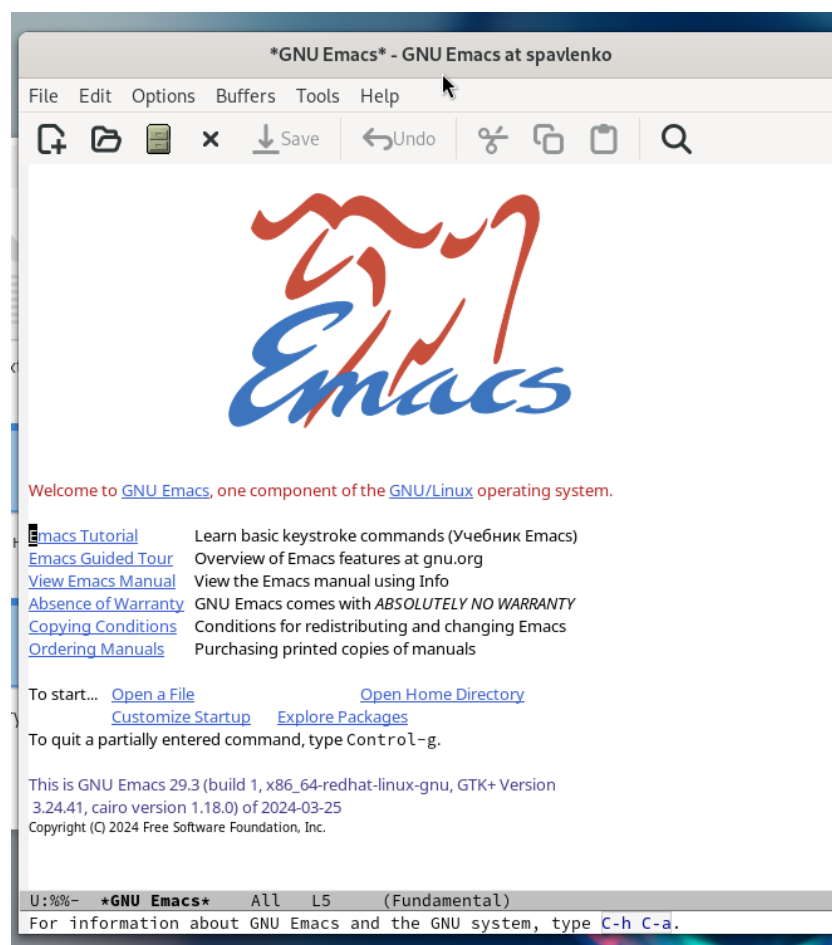 *GNU Emacs* - GNU Emacs at spavlenko
File Edit Options Buffers Tools Help
Save Undo
Emacs
Welcome to GNU Emacs, one component of the GNU/Linux operating system.
Emacs Tutorial Learn basic keystroke commands (Учебник Emacs)
Emacs Guided Tour Overview of Emacs features at gnu.org
View Emacs Manual View the Emacs manual using Info
Absence of Warranty GNU Emacs comes with ABSOLUTELY NO WARRANTY
Copying Conditions Conditions for redistributing and changing Emacs
Ordering Manuals Purchasing printed copies of manuals
To start... Open a File Open Home Directory
Customize Startup Explore Packages
To quit a partially entered command, type Control-g.
This is GNU Emacs 29.3 (build 1, x86_64-redhat-linux-gnu, GTK+ Version
3.24.41, cairo version 1.18.0) of 2024-03-25
Copyright (C) 2024 Free Software Foundation, Inc.
U:%%- *GNU Emacs* All L5 (Fundamental)
For information about GNU Emacs and the GNU system, type C-h C-a.